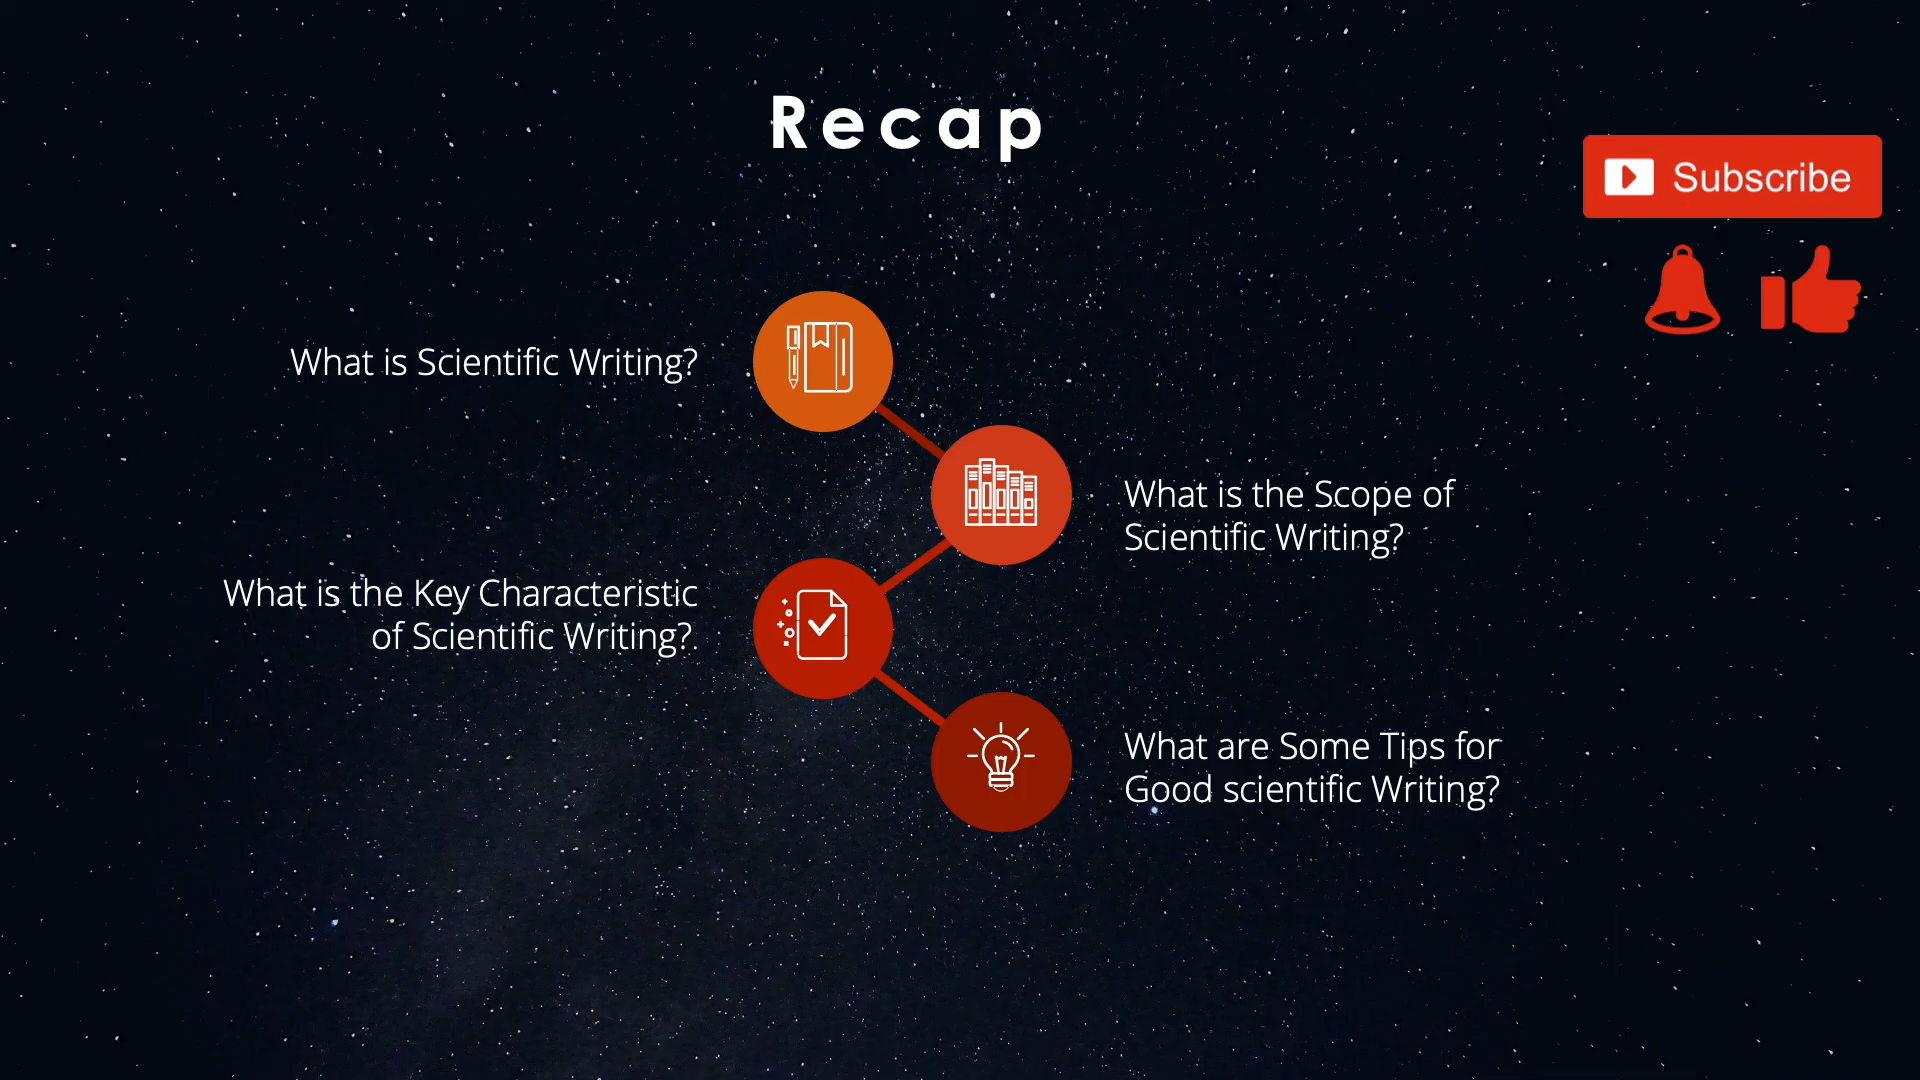 Recap
Subscribe
What is Scientific Writing?
What is the Scope of
Scientific Writing?
What is the Key Characteristic
of Scientific Writing?
What are Some Tips for
Good scientific Writing?